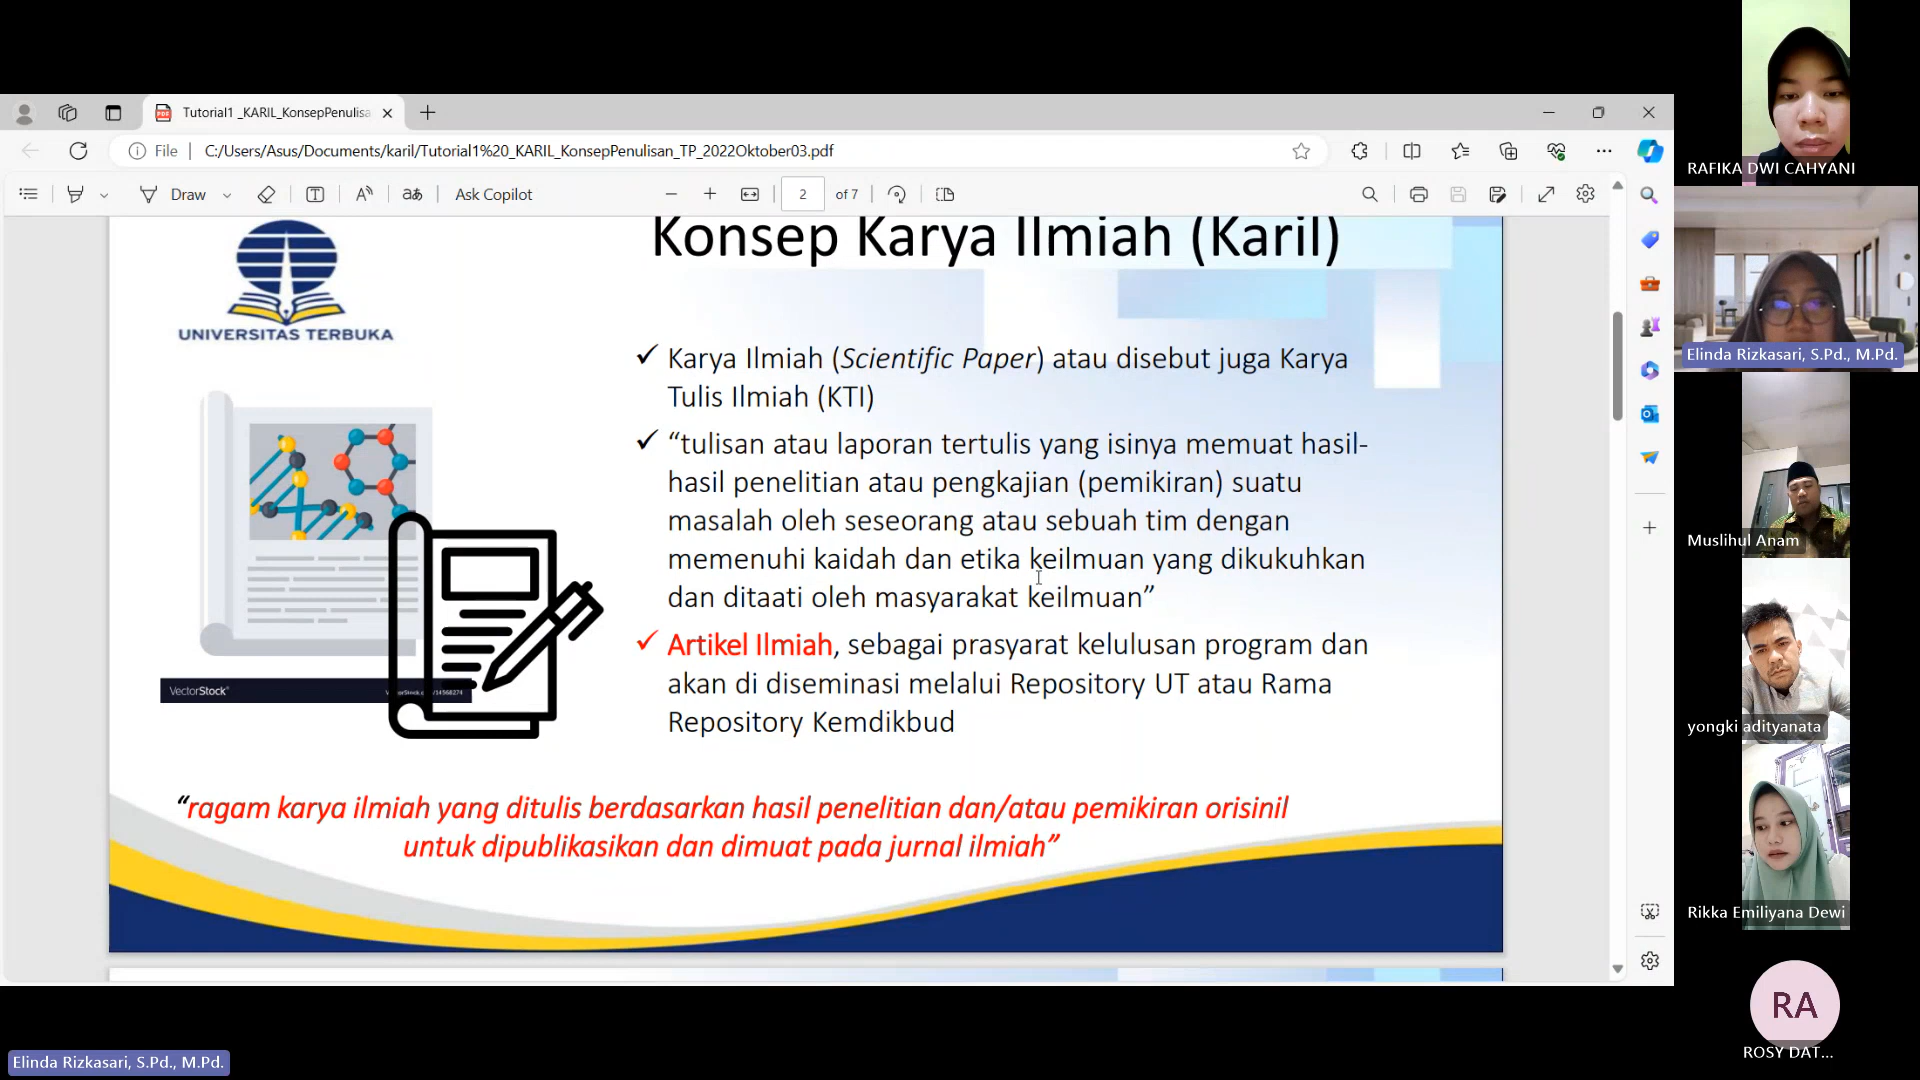 Tutorial1 _KARIL_KonsepPenulisa
File
C:/Users/Asus/Documents/karil/Tutorial1%20_KARIL_KonsepPenulisan_TP_2022Oktober03.pdf
Draw
Ask Copilot
2 of 7
Konsep Karya Ilmiah (Karil)
UNIVERSITAS TERBUKA
✓ Karya Ilmiah (Scientific Paper) atau disebut juga Karya
Tulis Ilmiah (KTI)
✓ “tulisan atau laporan tertulis yang isinya memuat hasil-
hasil penelitian atau pengkajian (pemikiran) suatu
masalah oleh seseorang atau sebuah tim dengan
memenuhi kaidah dan etika keilmuan yang dikukuhkan
dan ditaati oleh masyarakat keilmuan”
✓ Artikel Ilmiah, sebagai prasyarat kelulusan program dan
akan di diseminasi melalui Repository UT atau Rama
Repository Kemdikbud
VectorStock®
“ragam karya ilmiah yang ditulis berdasarkan hasil penelitian dan/atau pemikiran orisinil
untuk dipublikasikan dan dimuat pada jurnal ilmiah”
RAFIKA DWI CAHYANI
Elinda Rizkasari, S.Pd., M.Pd.
Muslihul Anam
yongki adityanata
Rikka Emiliyana Dewi
RA
ROSY DAT...
Elinda Rizkasari, S.Pd., M.Pd.